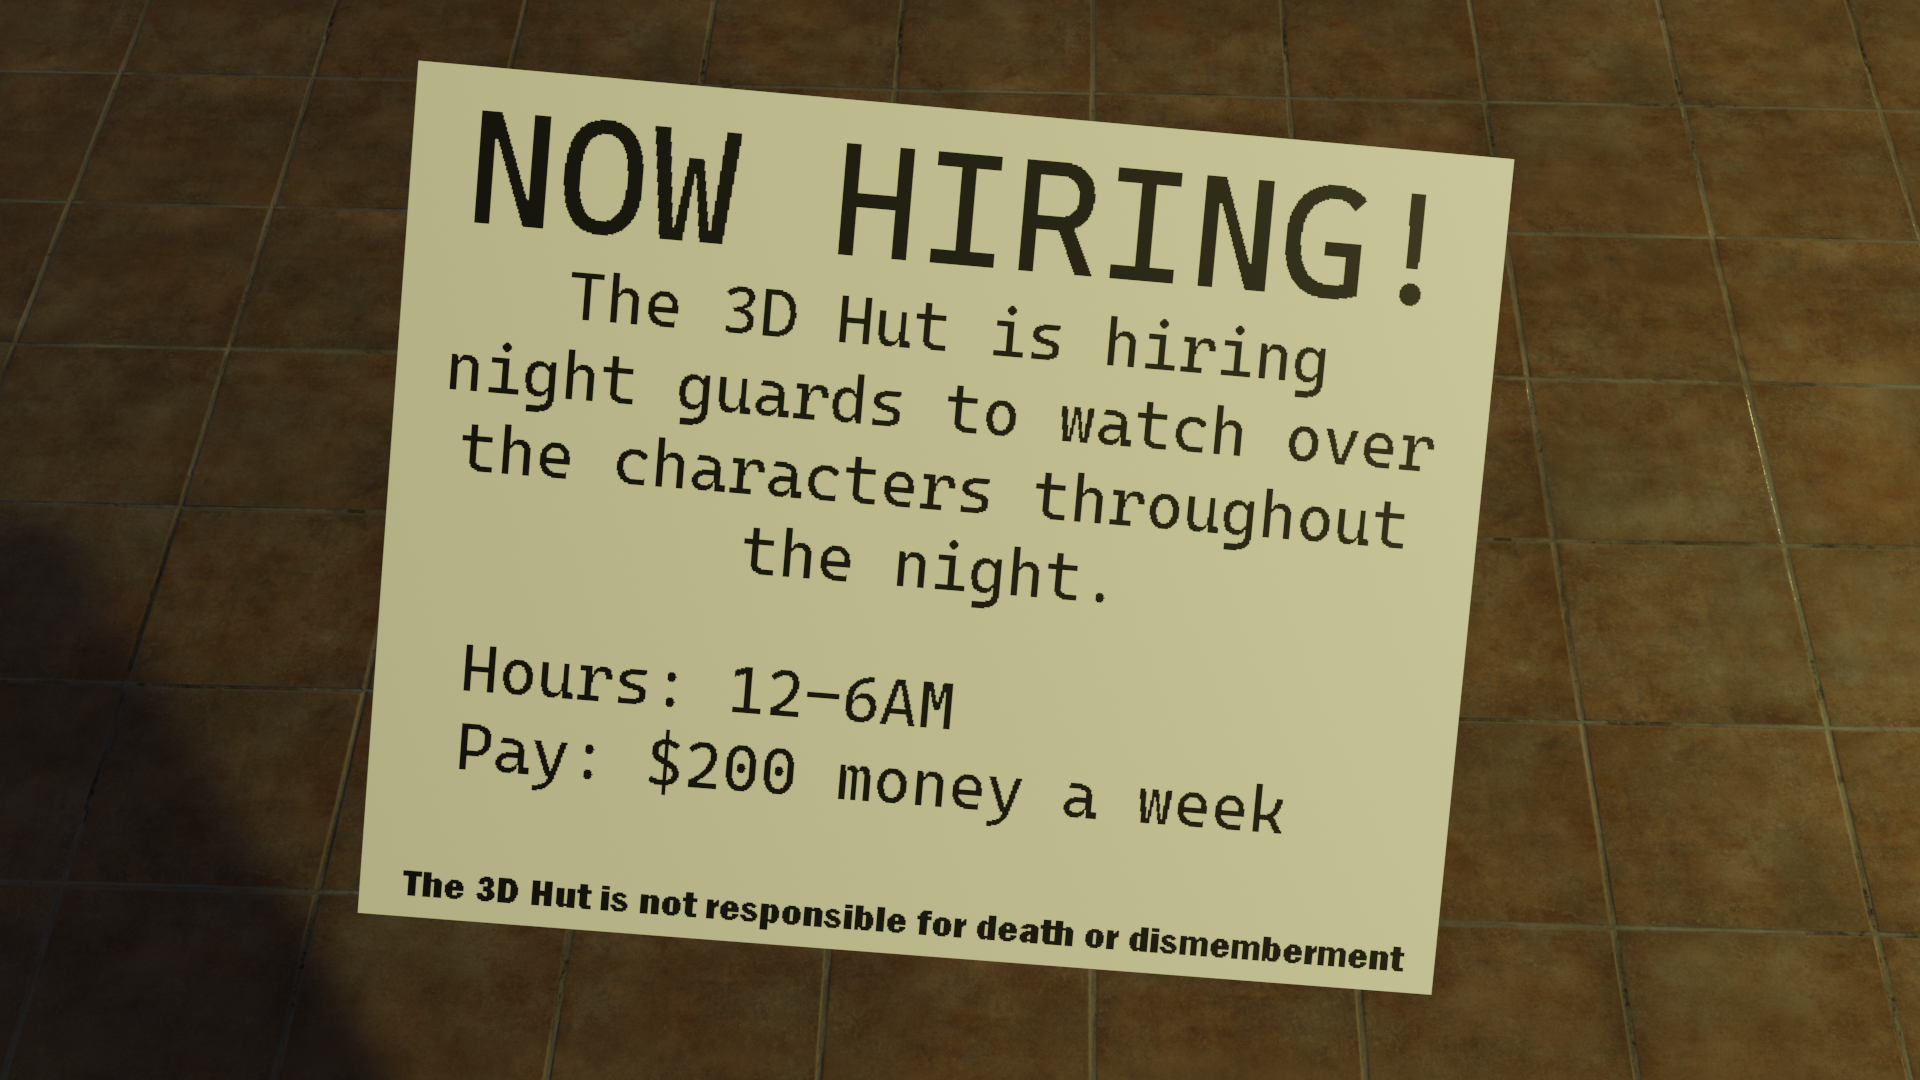 NOW HIRING!
The 3D Hut is hiring
night guards to watch over
the characters throughout
the night.
Hours: 12-6AM
Pay: $200 money a week
The 3D Hut is not responsible for death or dismemberment